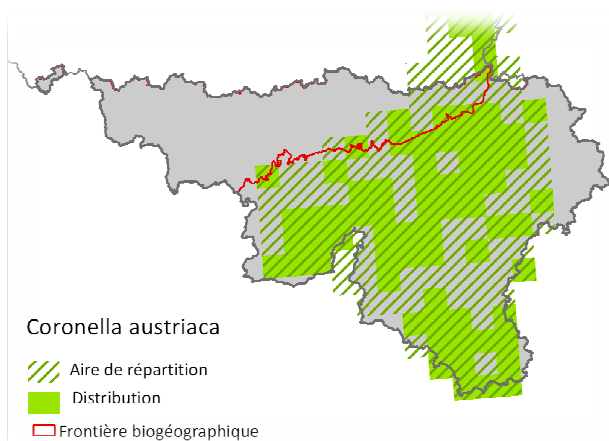 Coronella austriaca
Aire de répartition
Distribution
Frontière biogéographique